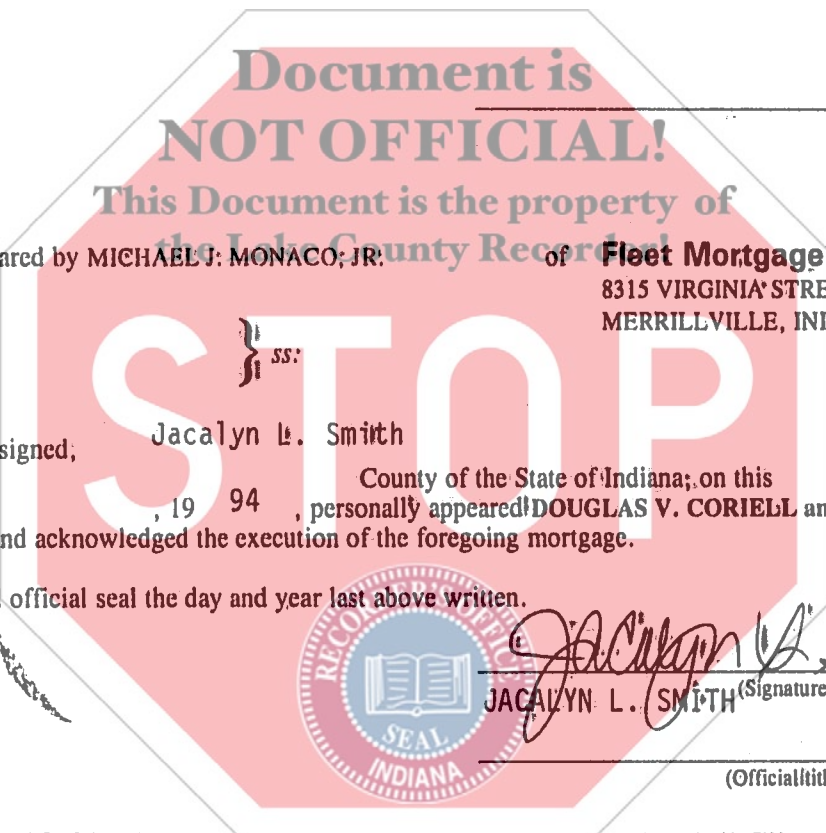 Document is
NOT OFFICIAL!
This Document is the property of
the Lake County Recorder!
ared by MICHAEL J. MONACO, JR. of Fleet Mortgage
8315 VIRGINIA STRE
MERRILLVILLE, INI
ss:
STOP
signed, Jacalyn L. Smith
County of the State of Indiana, on this
, 19 94 , personally appeared DOUGLAS V. CORIELL an
nd acknowledged the execution of the foregoing mortgage.
official seal the day and year last above written.
RECORDER'S OFFICE
SEAL
INDIANA
Jacalyn L. S
JACALYN L. SMITH (Signature
(Official titl